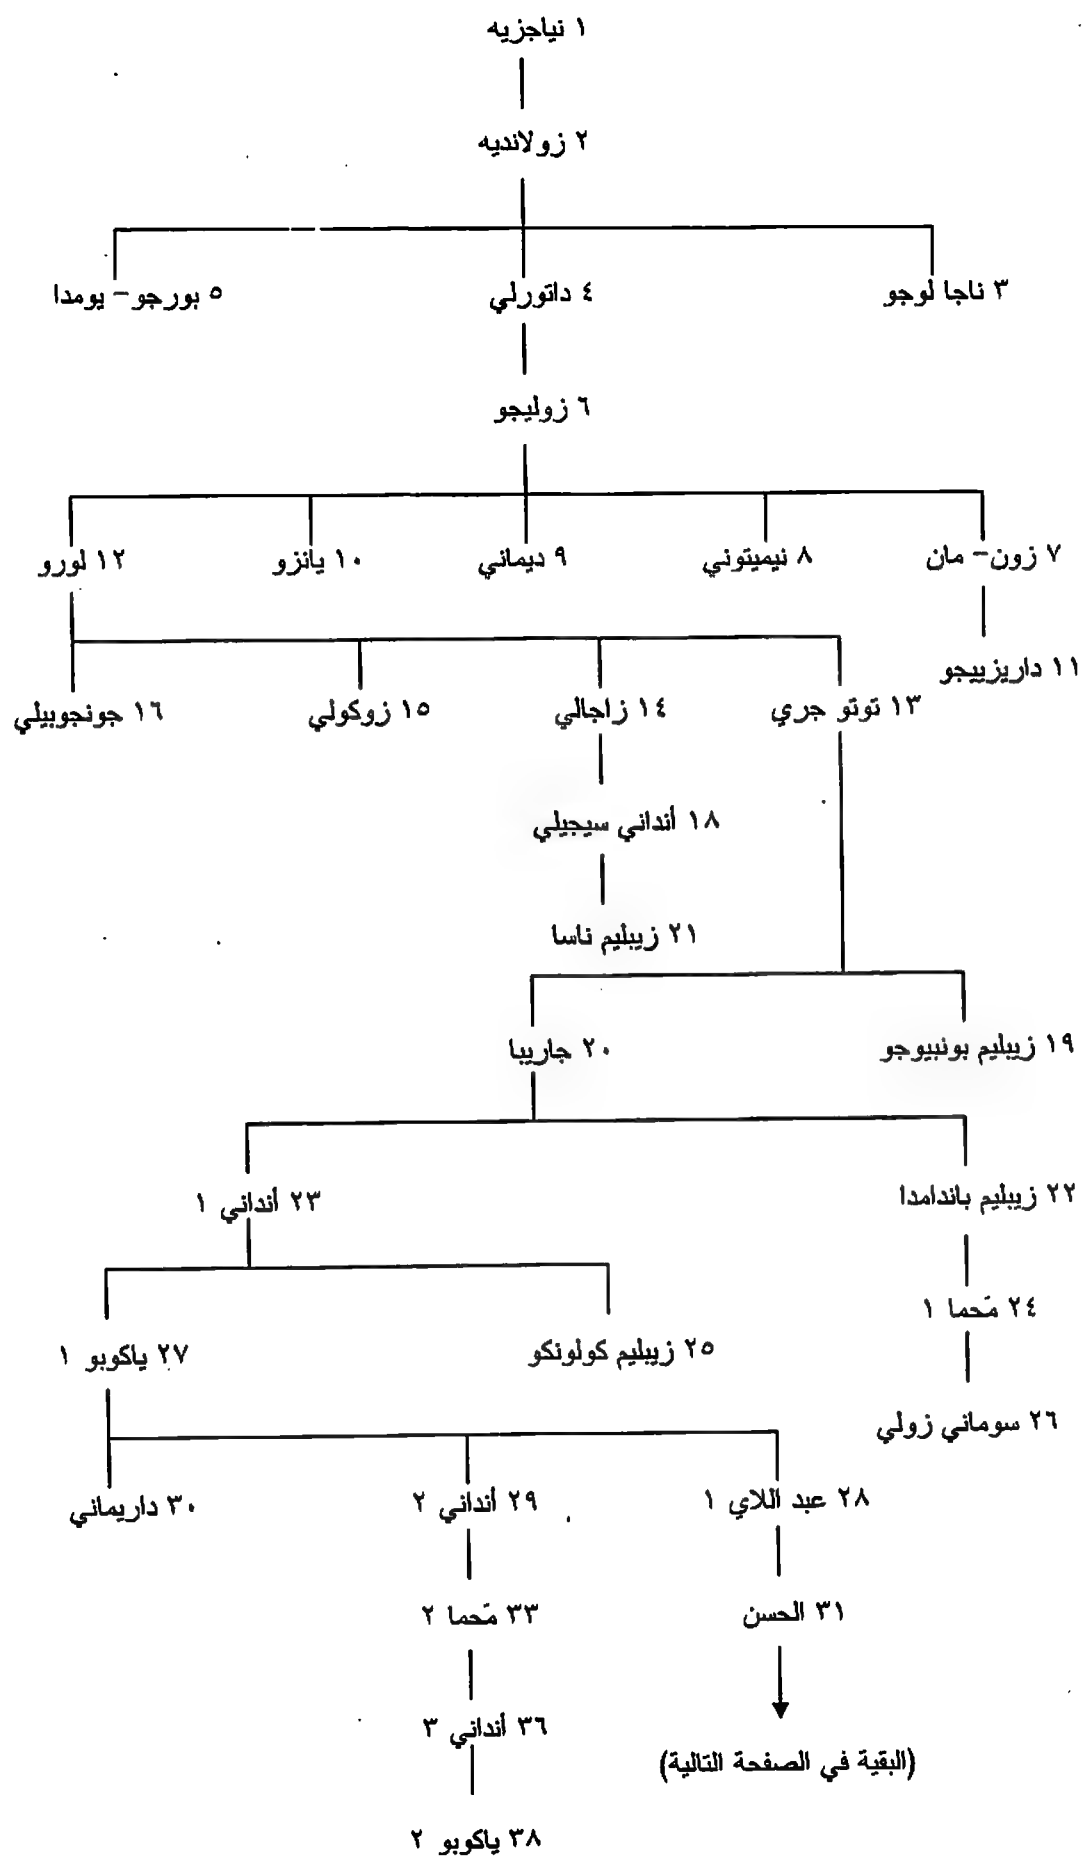 ١ نياجزيه
٢ زولانديه
٣ ناجا لوجو
٤ داتورلي
٥ بورجو – يومدا
٦ زوليجو
٧ زون – مان
٨ نيميتوني
٩ ديماني
١٠ يانزو
١٢ لورو
١١ داريزييجو
١٣ توتو جري
١٤ زاجالي
١٥ زوكولي
١٦ جونجوبيلي
١٨ أنداني سيجيلي
٢١ زيبليم ناسا
١٩ زيبليم بونبيوجو
٢٠ جاريبا
٢٢ زيبليم باندامدا
٢٣ أنداني ١
٢٤ مّحما ١
٢٥ زيبليم كولونكو
٢٧ ياكوبو ١
٢٦ سوماني زولي
٢٨ عبد اللاي ١
٢٩ أنداني ٢
٣٠ داريماني
٣١ الحسن
٣٣ مّحما ٢
٣٦ أنداني ٣
(البقية في الصفحة التالية)
٣٨ ياكوبو ٢